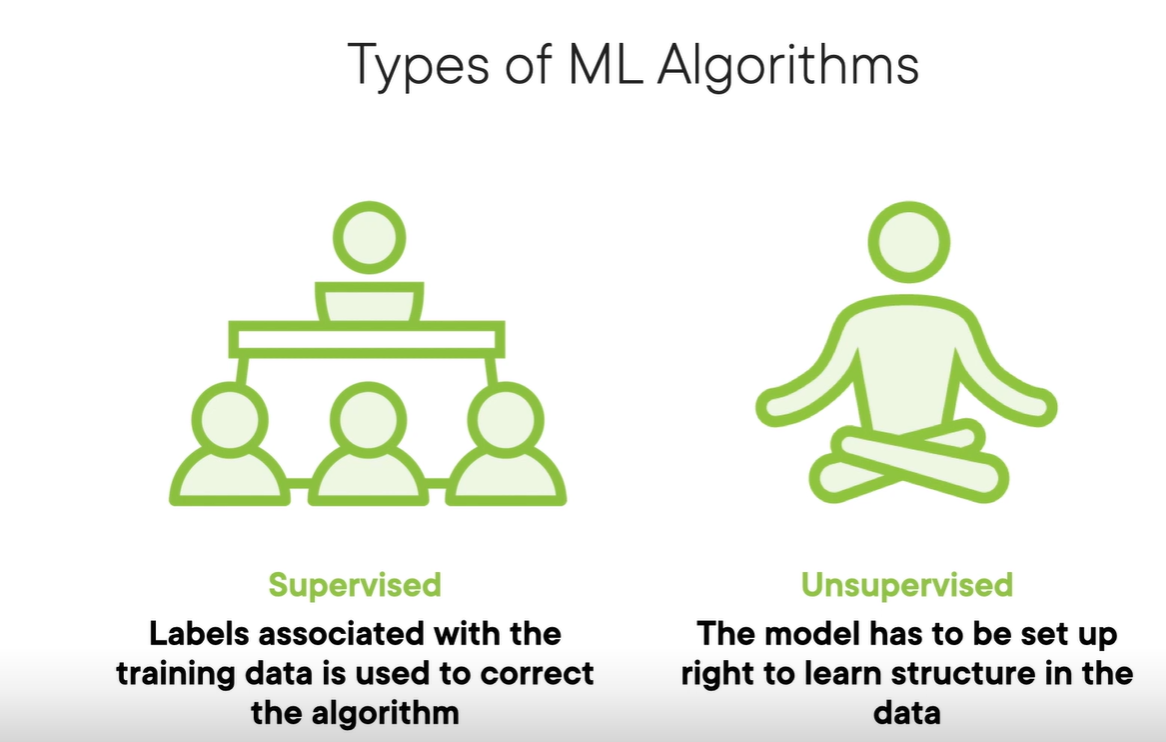 Types of ML Algorithms
Supervised
Labels associated with the
training data is used to correct
the algorithm
Unsupervised
The model has to be set up
right to learn structure in the
data